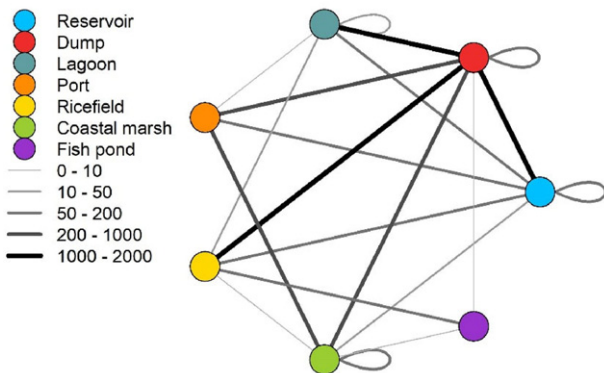 Reservoir
Dump
Lagoon
Port
Ricefield
Coastal marsh
Fish pond
0 - 10
10 - 50
50 - 200
200 - 1000
1000 - 2000